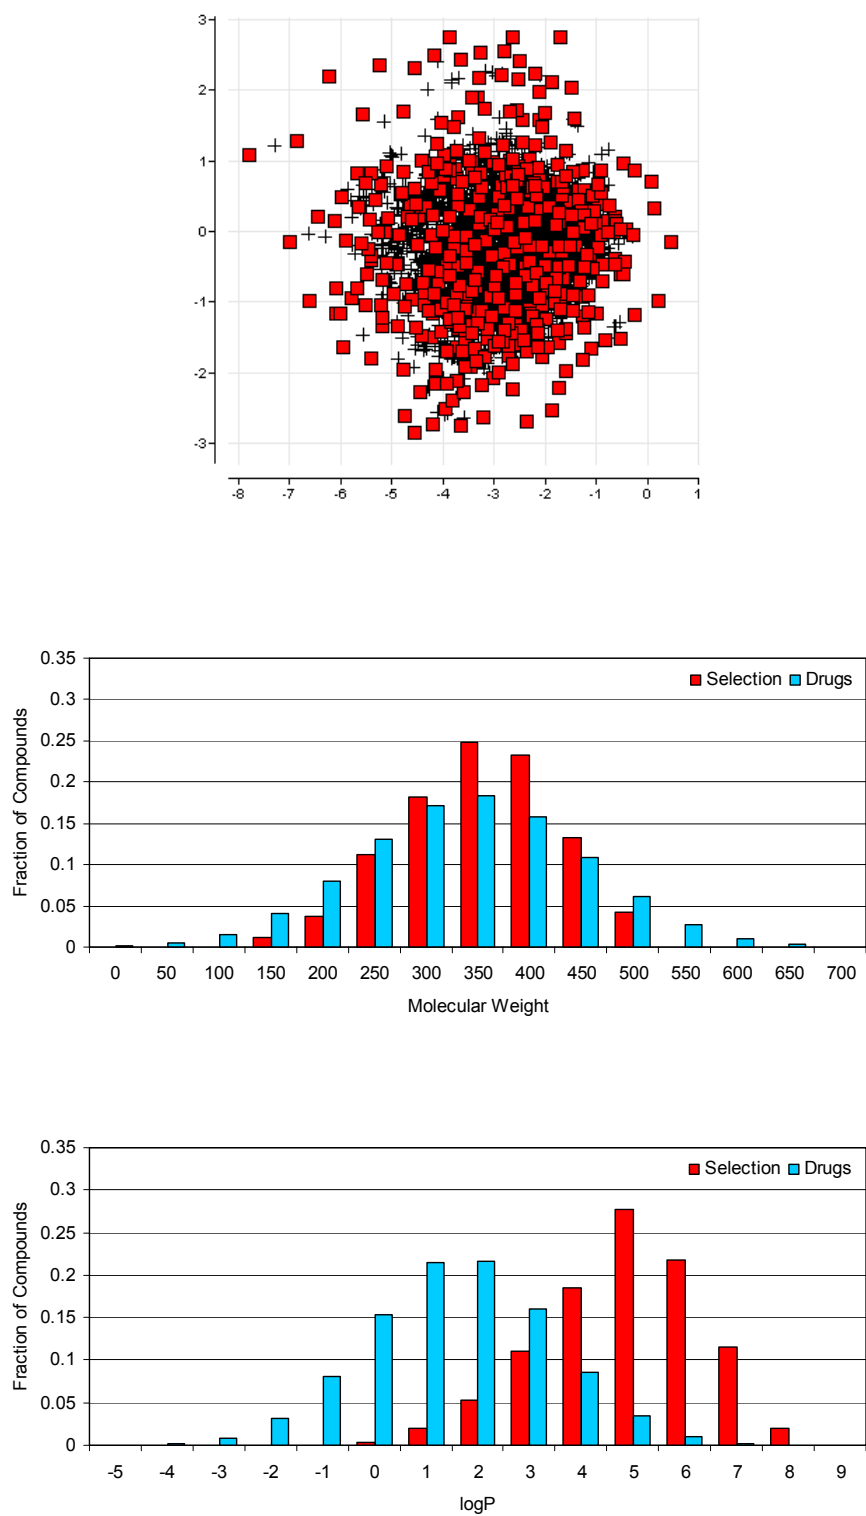 3
2
1
0
-1
-2
-3
-8 -7 -6 -5 -4 -3 -2 -1 0 1
0.35
Selection Drugs
0.3
0.25
0.2
0.15
0.1
0.05
0
Fraction of Compounds
0 50 100 150 200 250 300 350 400 450 500 550 600 650 700
Molecular Weight
0.35
Selection Drugs
0.3
0.25
0.2
0.15
0.1
0.05
0
Fraction of Compounds
-5 -4 -3 -2 -1 0 1 2 3 4 5 6 7 8 9
logP